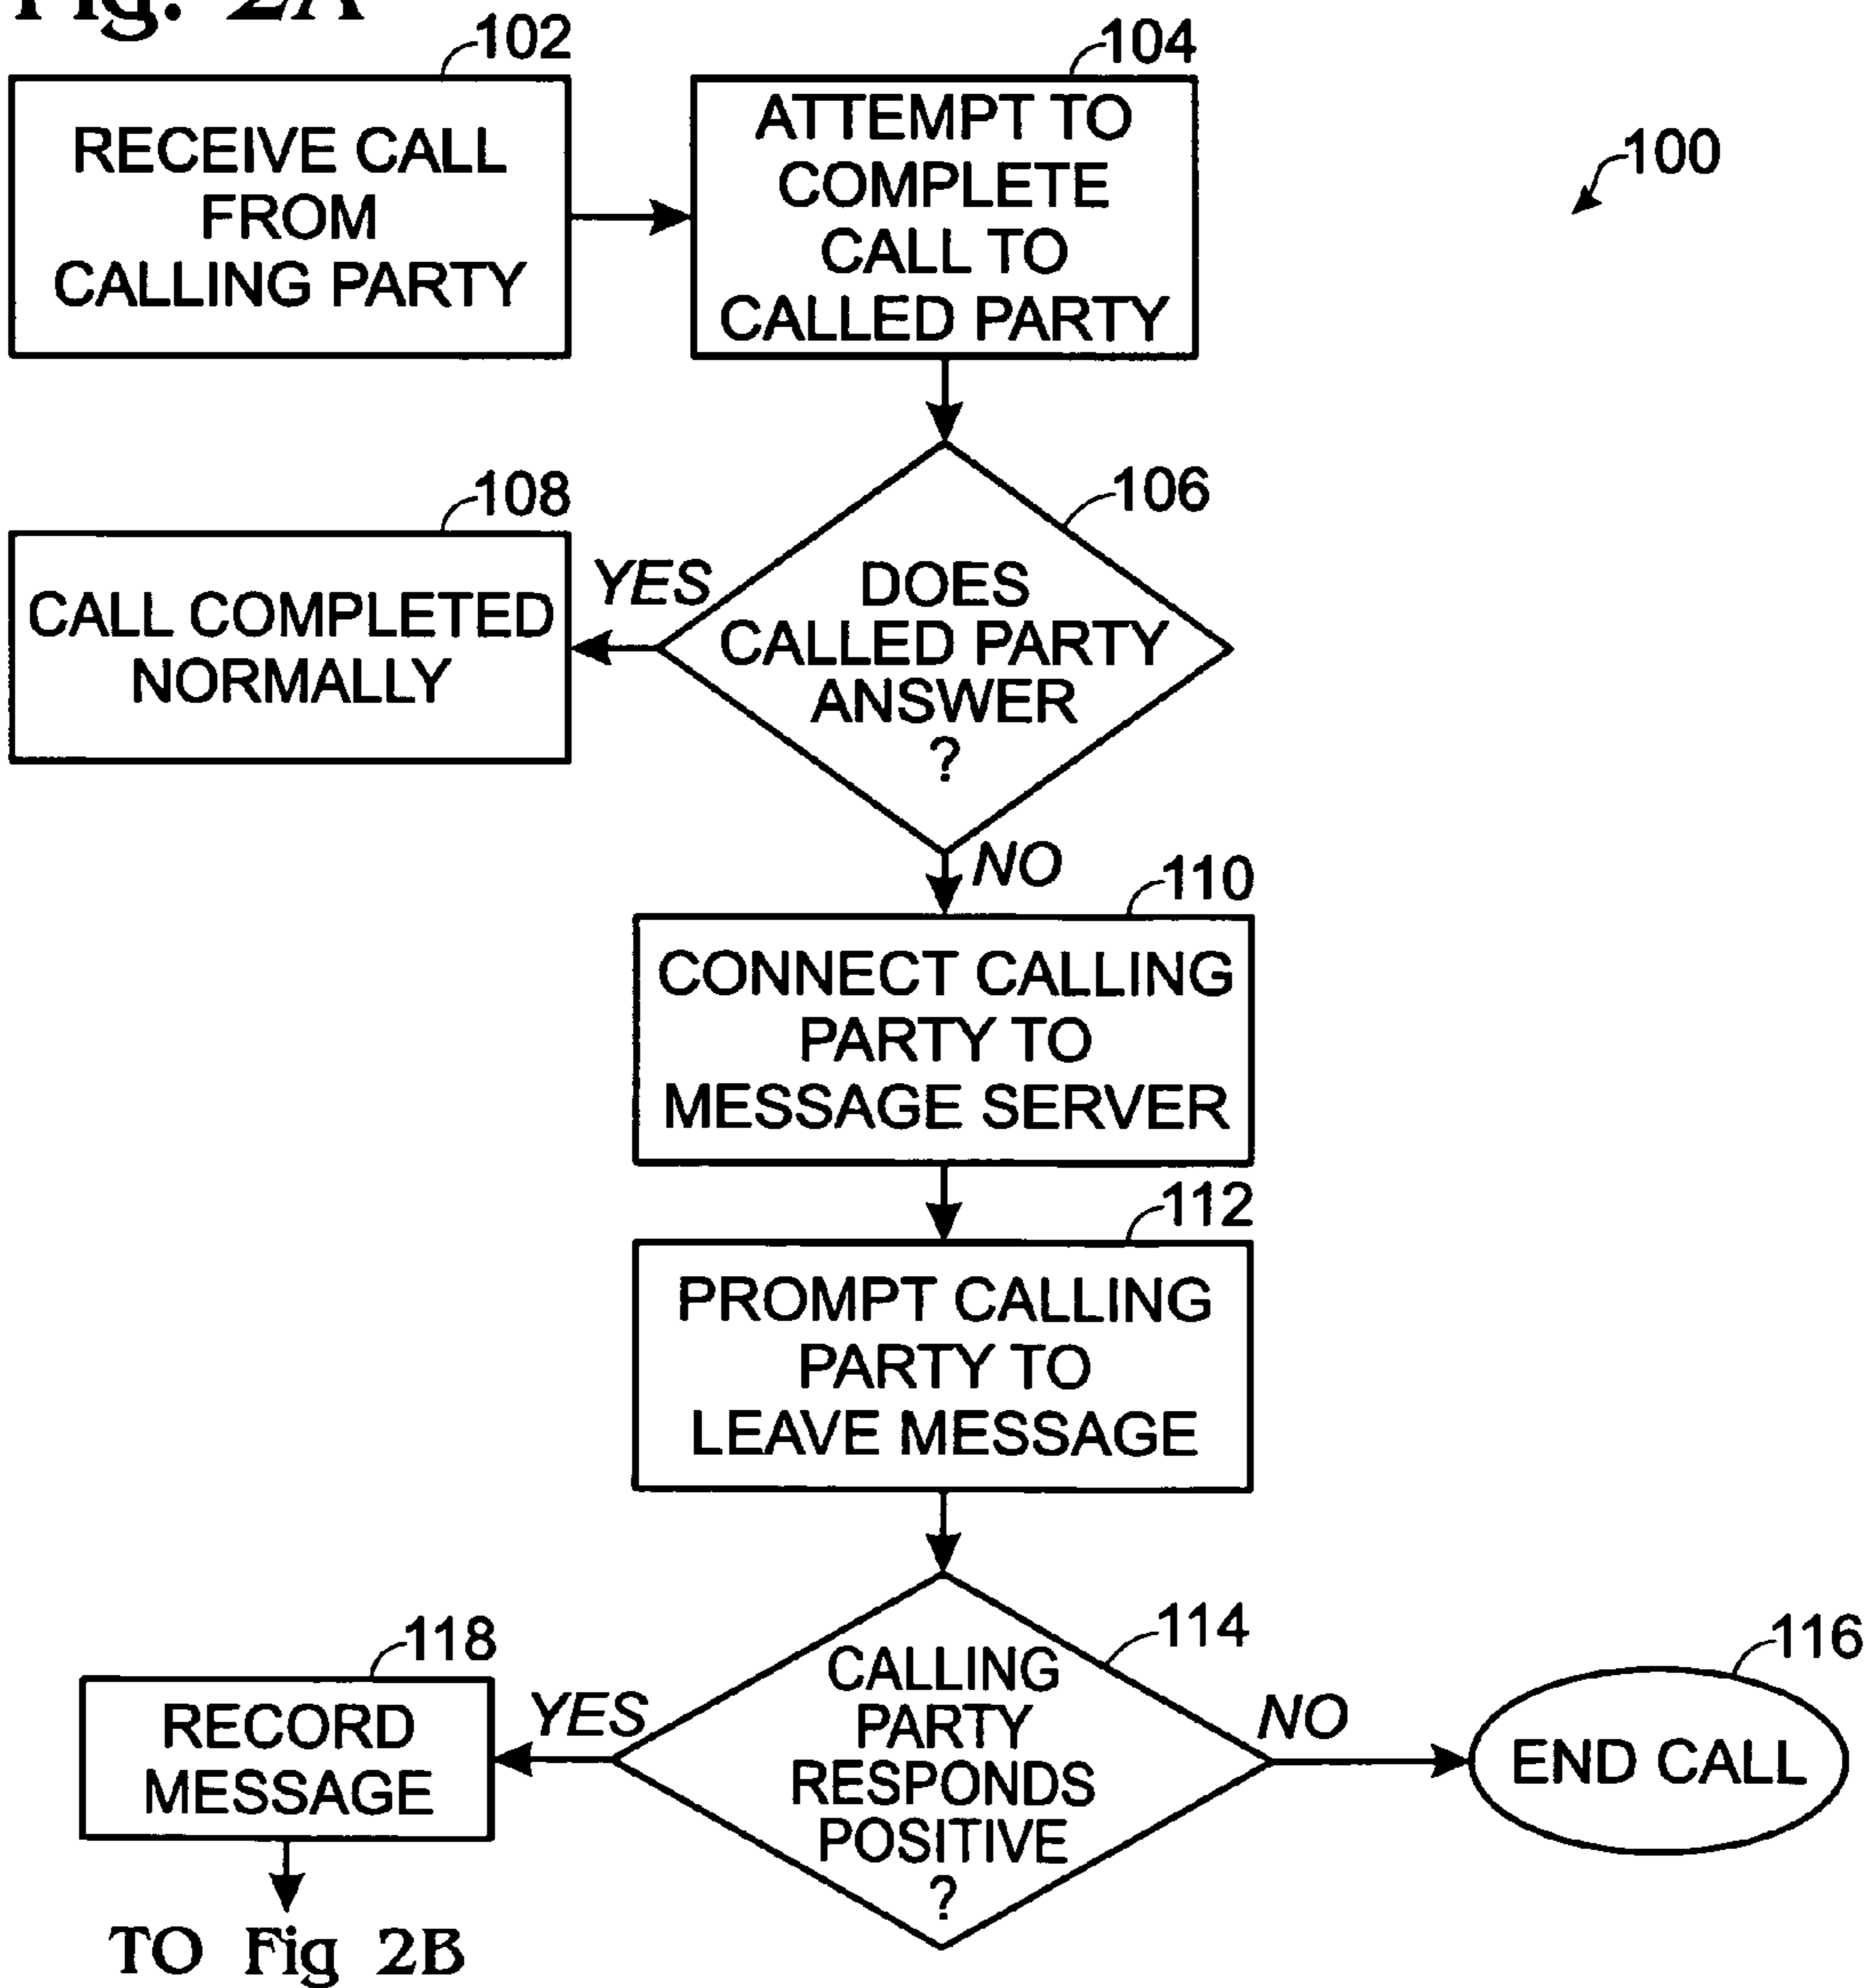 Fig. 2A
102
RECEIVE CALL
FROM
CALLING PARTY
104
ATTEMPT TO
COMPLETE
CALL TO
CALLED PARTY
100
106
DOES
CALLED PARTY
ANSWER
?
YES
108
CALL COMPLETED
NORMALLY
NO
110
CONNECT CALLING
PARTY TO
MESSAGE SERVER
112
PROMPT CALLING
PARTY TO
LEAVE MESSAGE
114
CALLING
PARTY
RESPONDS
POSITIVE
?
YES
118
RECORD
MESSAGE
NO
116
END CALL
TO Fig 2B